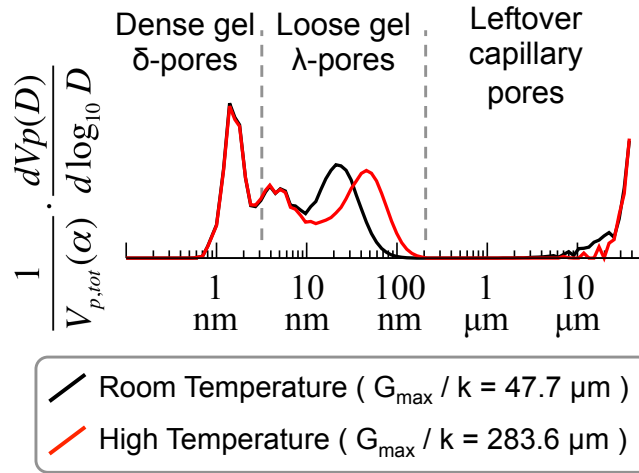 Dense gel
δ-pores
Loose gel
λ-pores
Leftover
capillary
pores
1 / V_{p,tot}(α) · dVp(D) / d log₁₀ D
1
nm
10
nm
100
nm
1
μm
10
μm
Room Temperature ( G_max / k = 47.7 μm )
High Temperature ( G_max / k = 283.6 μm )